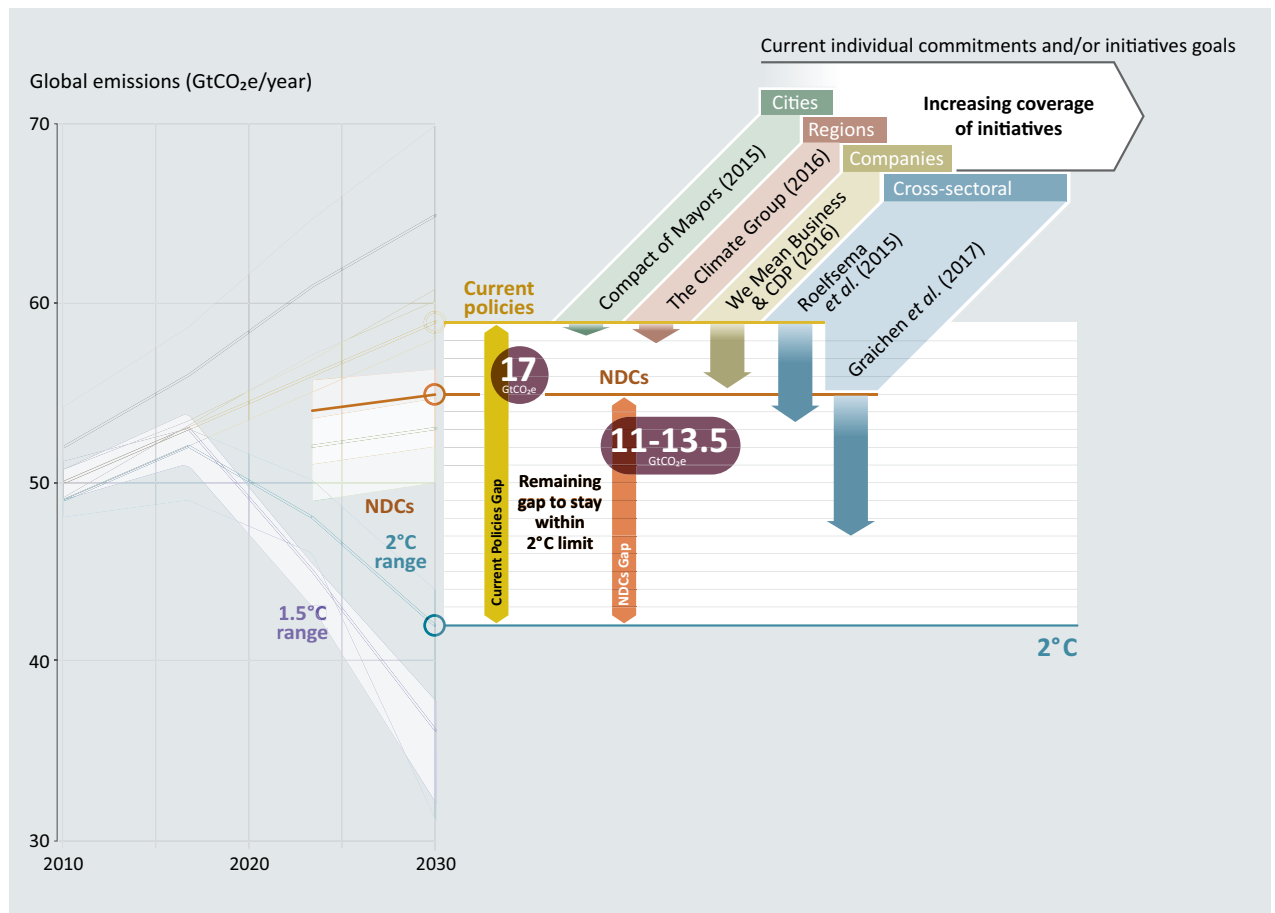 Current individual commitments and/or initiatives goals
Global emissions (GtCO₂e/year)
Increasing coverage
of initiatives
Cities
Regions
Companies
Cross-sectoral
Compact of Mayors (2015)
The Climate Group (2016)
We Mean Business
& CDP (2016)
Roelfsema
et al. (2015)
Graichen et al. (2017)
70
60
50
40
30
2010
2020
2030
Current
policies
17
GtCO₂e
NDCs
11-13.5
GtCO₂e
Current Policies Gap
Remaining
gap to stay
within
2°C limit
NDCs Gap
NDCs
2°C
range
1.5°C
range
2°C